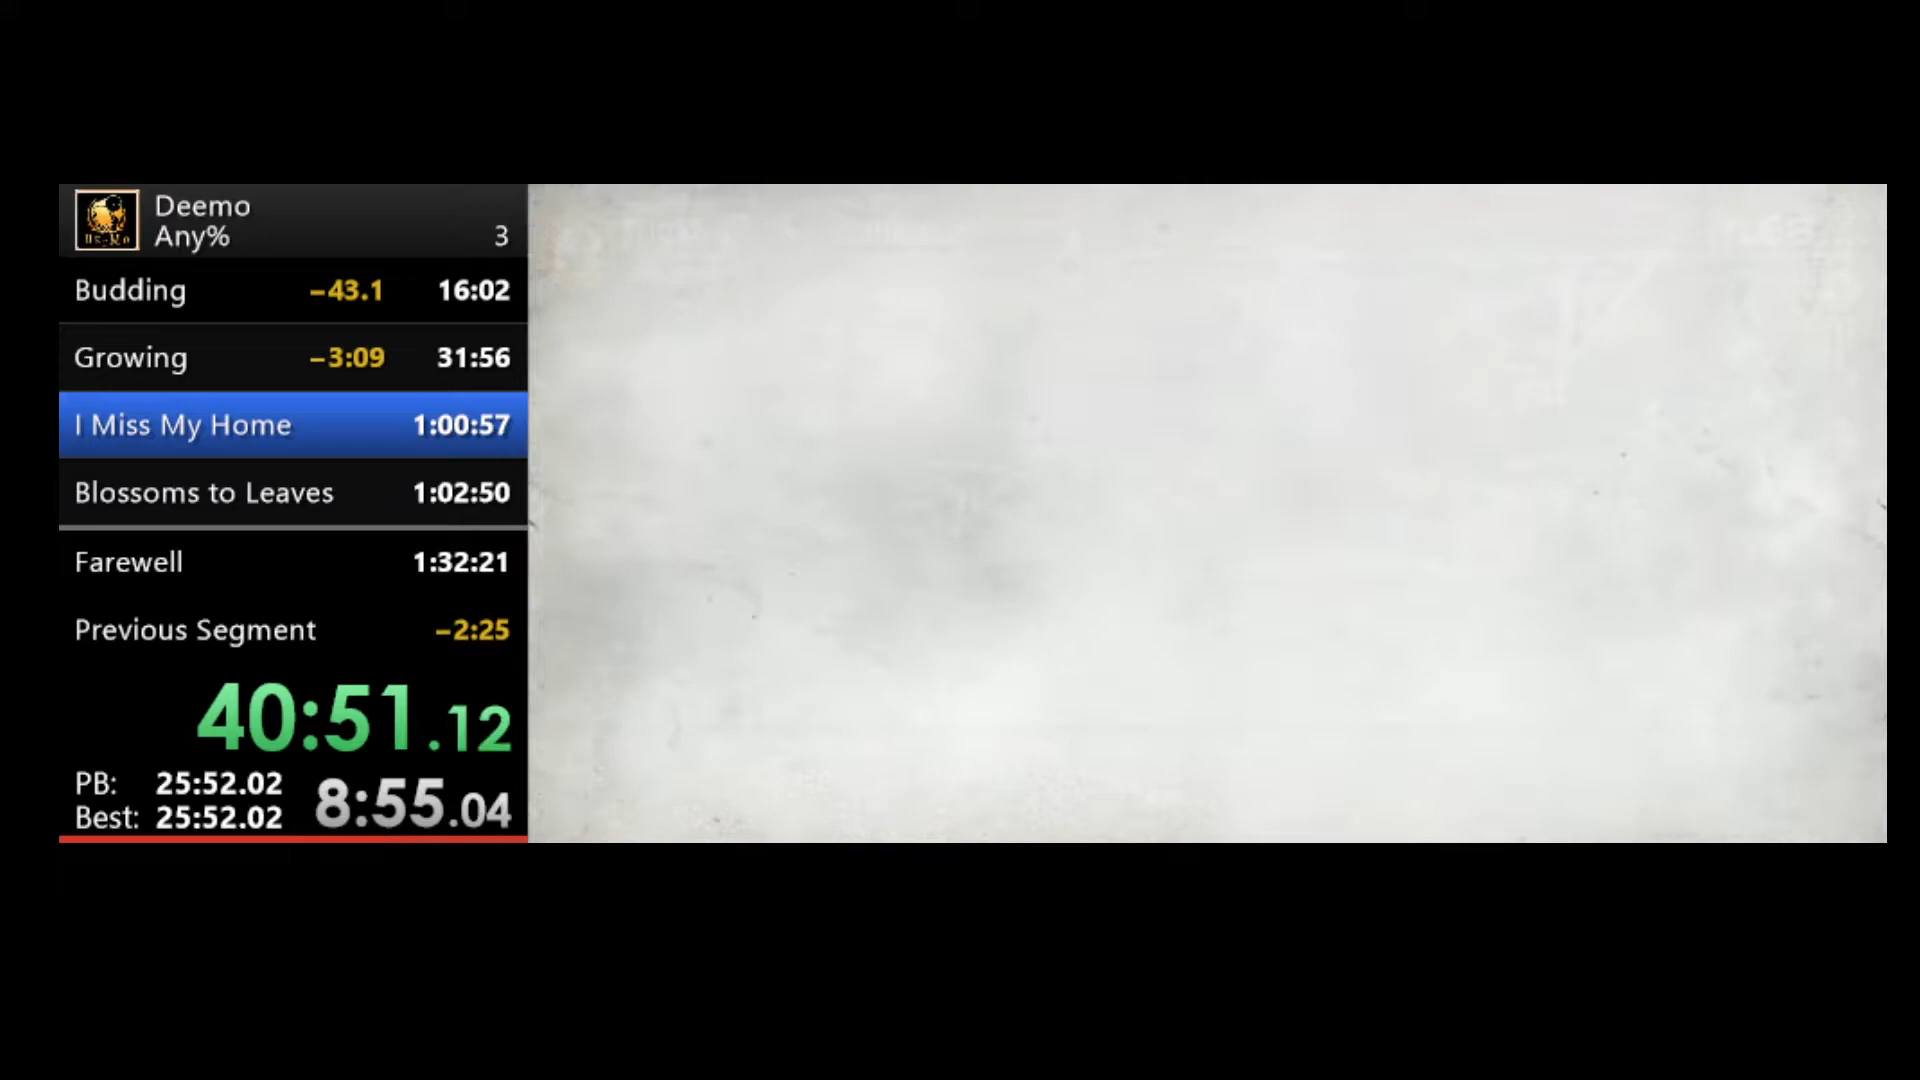 Deemo
Any% 3
Budding −43.1 16:02
Growing −3:09 31:56
I Miss My Home 1:00:57
Blossoms to Leaves 1:02:50
Farewell 1:32:21
Previous Segment −2:25
40:51.12
PB: 25:52.02
Best: 25:52.02
8:55.04